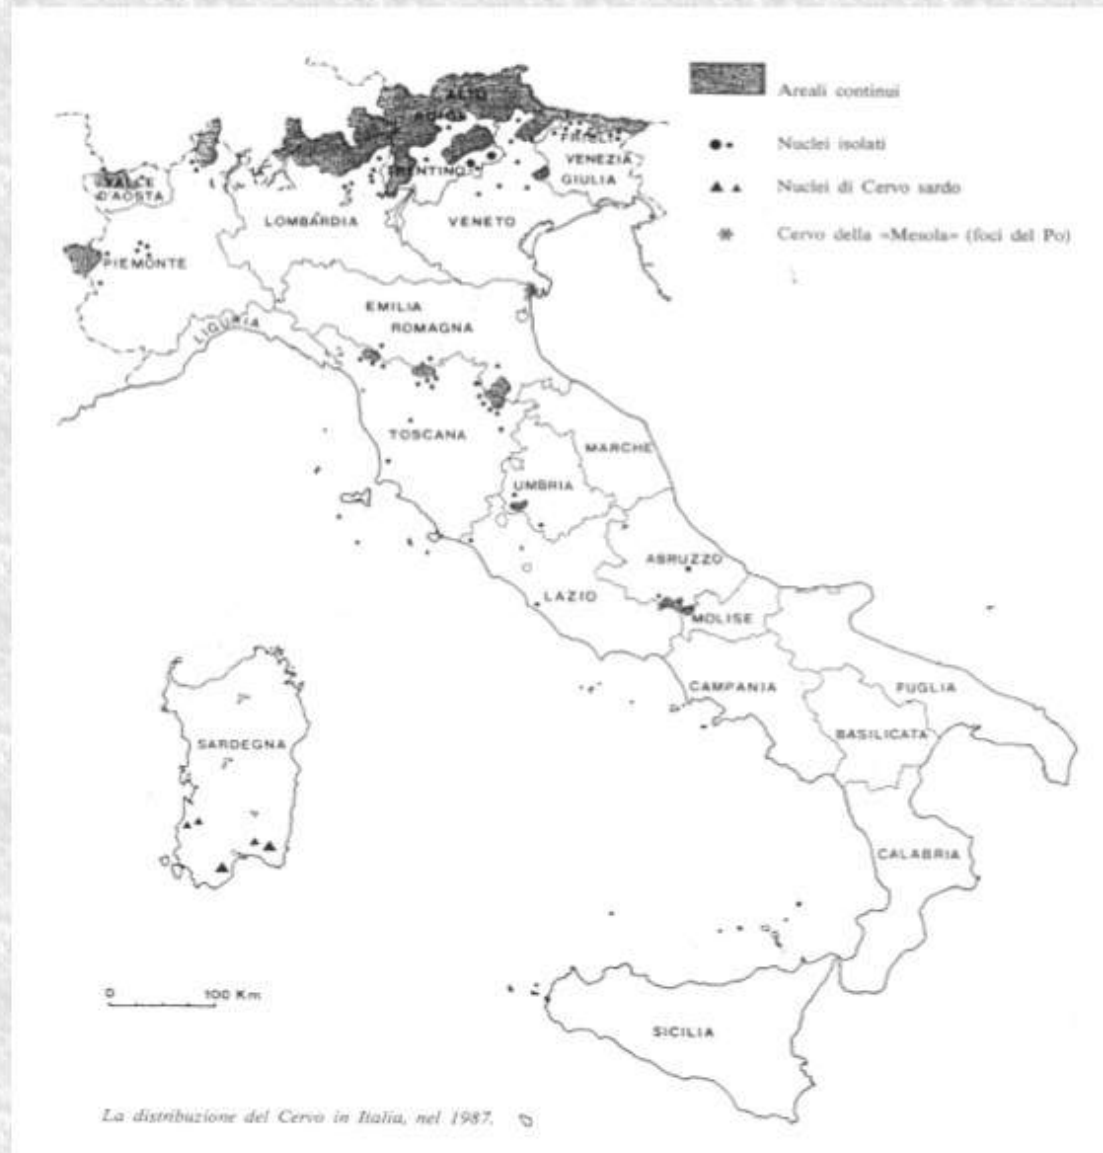 Areali continui
Nuclei isolati
Nuclei di Cervo sardo
Cervo della «Mesola» (foci del Po)
ALTO
ADIGE
FRIULI
VENEZIA
GIULIA
TRENTINO
VALLE
D'AOSTA
LOMBARDIA
VENETO
PIEMONTE
EMILIA
ROMAGNA
LIGURIA
TOSCANA
MARCHE
UMBRIA
ABRUZZO
LAZIO
MOLISE
CAMPANIA
PUGLIA
BASILICATA
SARDEGNA
CALABRIA
0 100 Km
SICILIA
La distribuzione del Cervo in Italia, nel 1987.